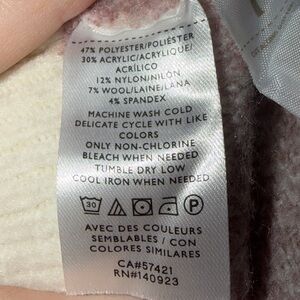 47% POLYESTER/POLIÉSTER
30% ACRYLIC/ACRYLIQUE/
ACRÍLICO
12% NYLON/NILÓN
7% WOOL/LAINE/LANA
4% SPANDEX
MACHINE WASH COLD
DELICATE CYCLE WITH LIKE
COLORS
ONLY NON-CHLORINE
BLEACH WHEN NEEDED
TUMBLE DRY LOW
COOL IRON WHEN NEEDED
30 P
AVEC DES COULEURS
SEMBLABLES / CON
COLORES SIMILARES
CA#57421
RN#140923